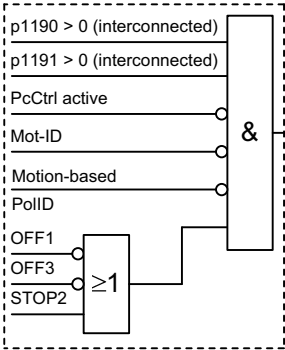 p1190 > 0 (interconnected)
p1191 > 0 (interconnected)
PcCtrl active
Mot-ID
Motion-based
PolID
&
OFF1
OFF3
STOP2
≥1